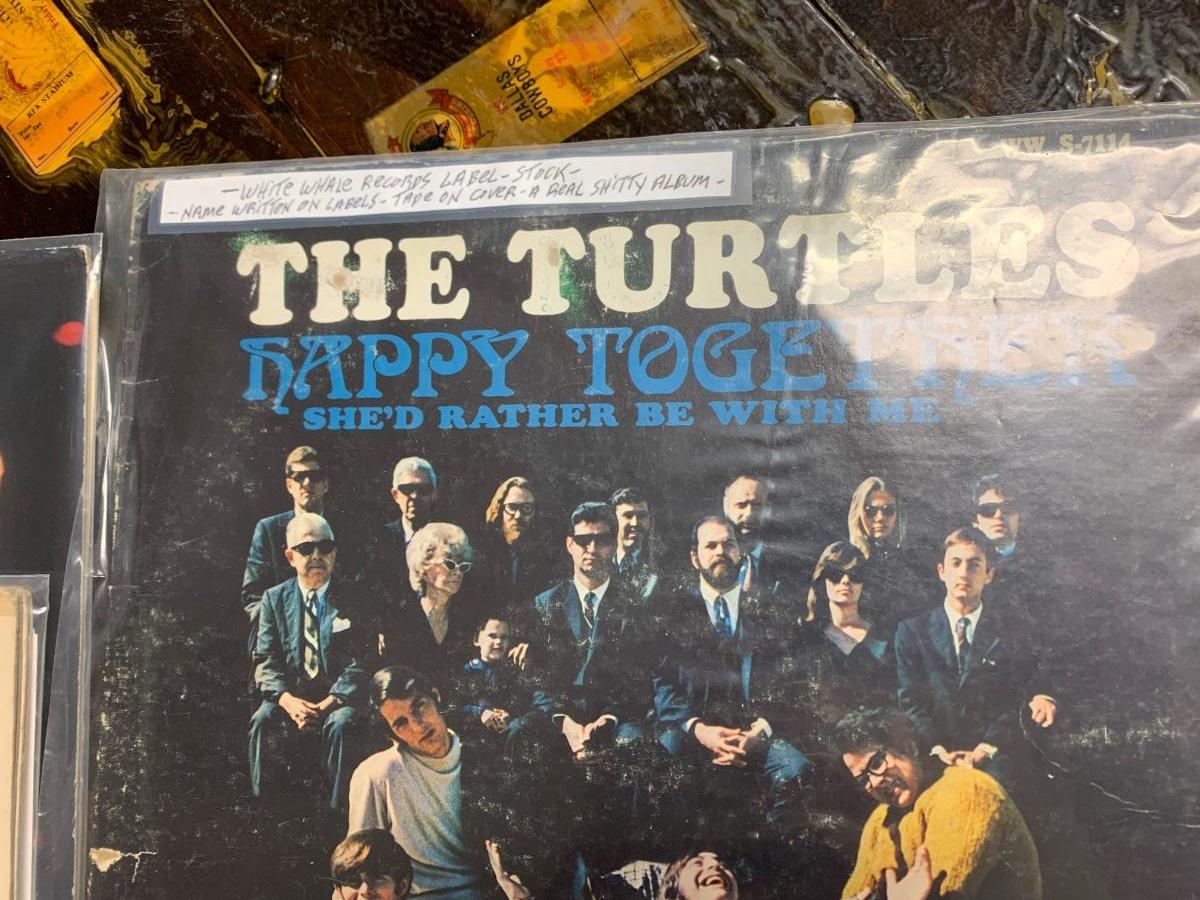 RFK STADIUM
DALLAS
COWBOYS
WW S-7114
-WHITE WHALE RECORDS LABEL-STOCK-
-NAME WRITTEN ON LABELS-TAPE ON COVER-A REAL SHITTY ALBUM-
THE TURTLES
HAPPY TOGETHER
SHE'D RATHER BE WITH ME